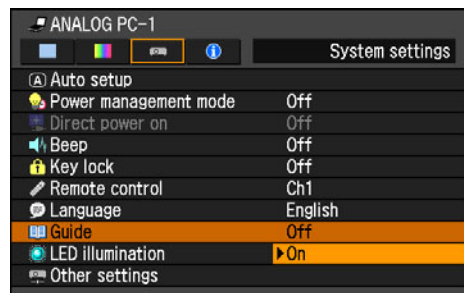 ANALOG PC-1
System settings
A Auto setup
Power management mode Off
Direct power on Off
Beep Off
Key lock Off
Remote control Ch1
Language English
Guide Off
LED illumination On
Other settings